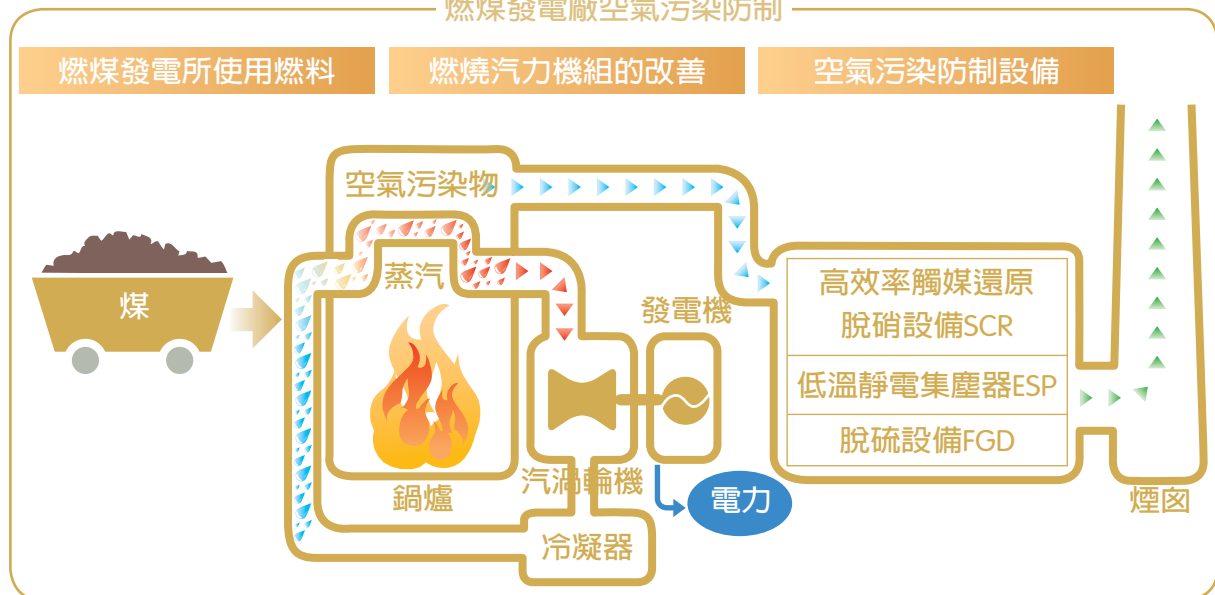 燃煤發電廠空氣污染防制
燃煤發電所使用燃料
燃燒汽力機組的改善
空氣污染防制設備
空氣污染物
蒸汽
煤
發電機
高效率觸媒還原
脫硝設備SCR
低溫靜電集塵器ESP
脫硫設備FGD
鍋爐
汽渦輪機
電力
煙囪
冷凝器